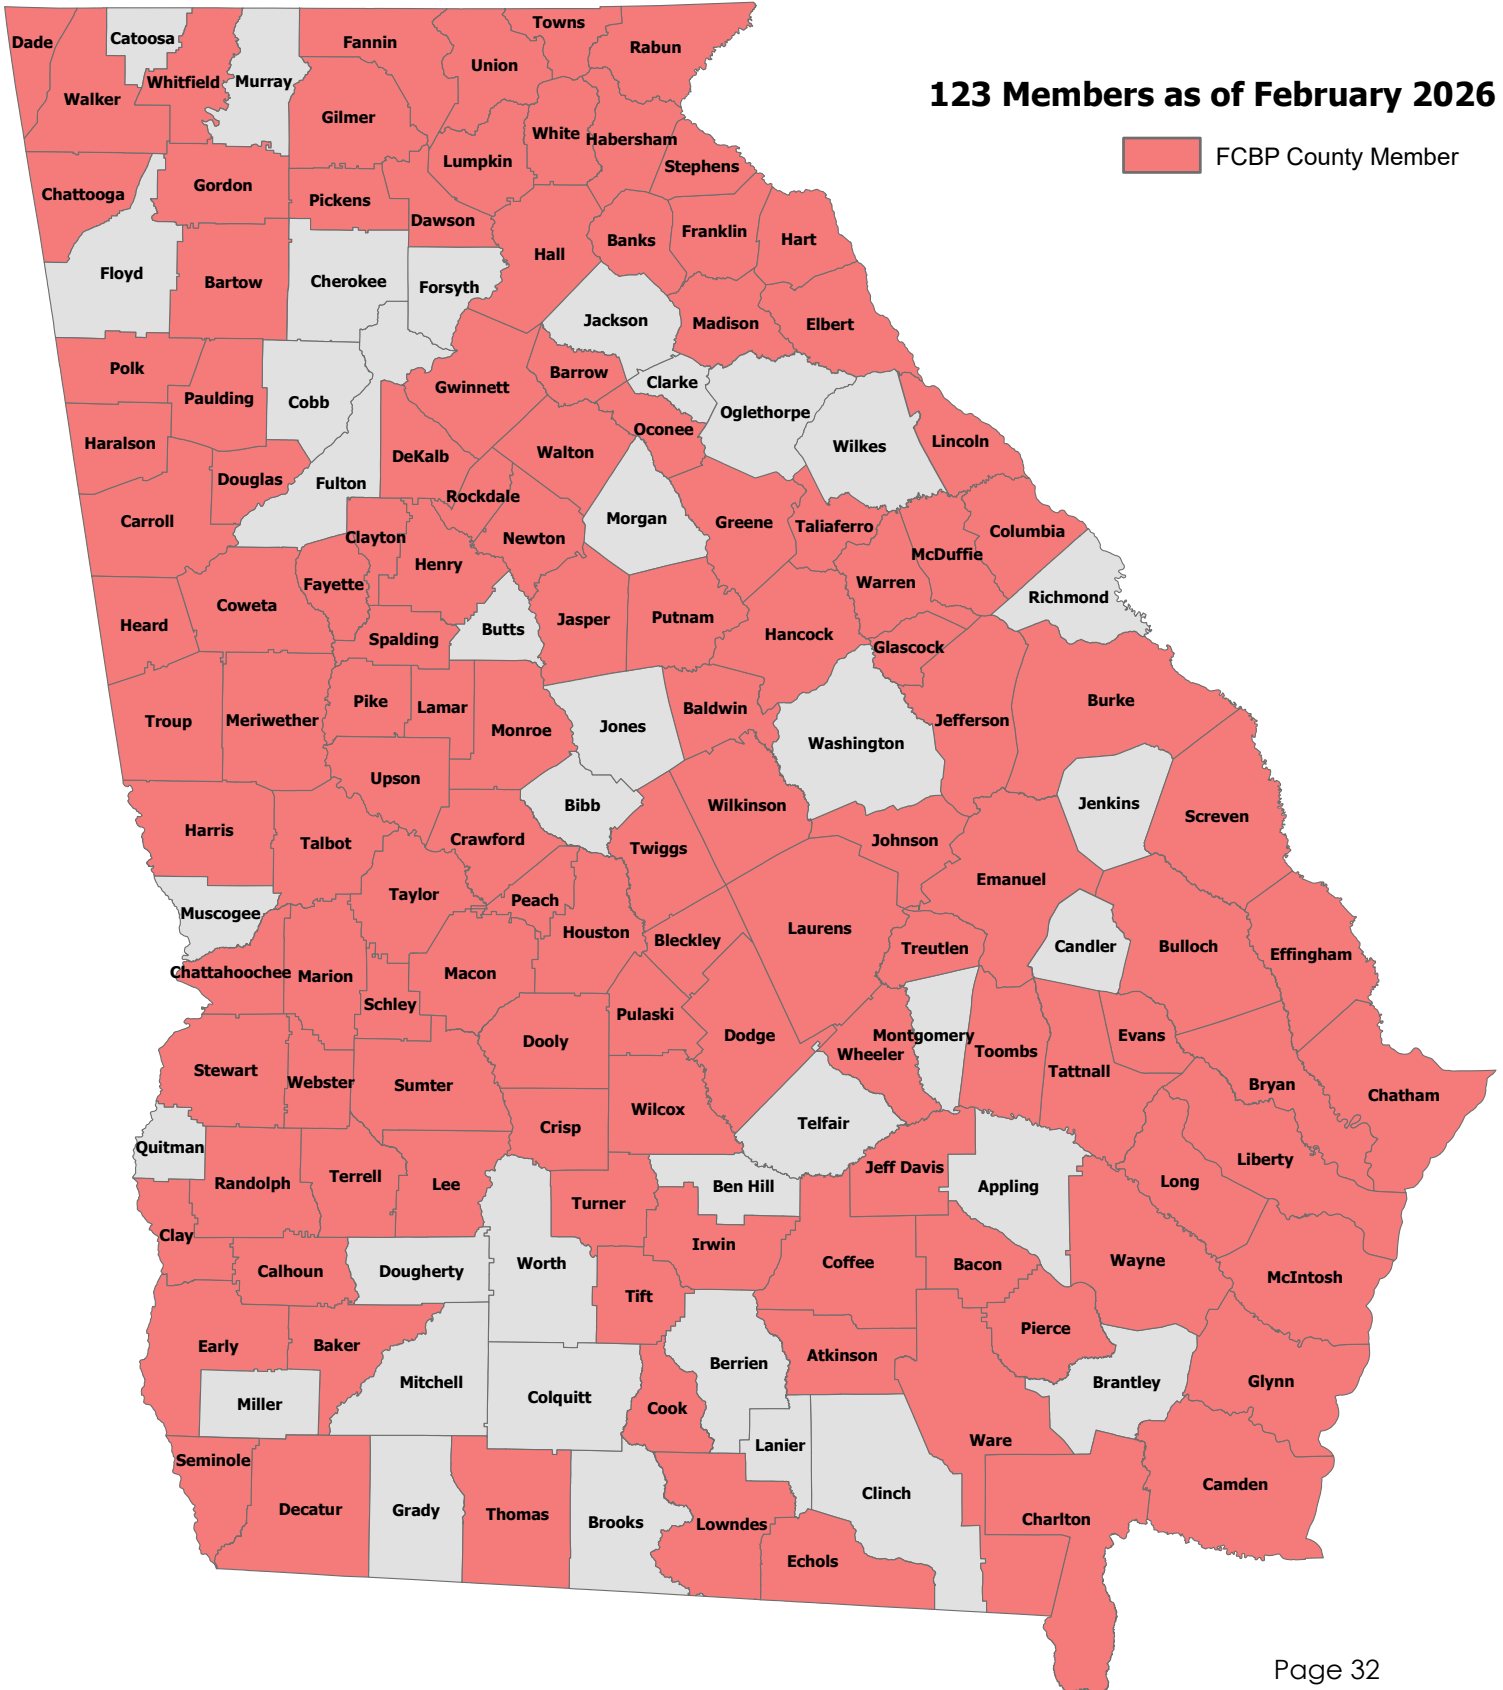 Dade
Catoosa
Fannin
Towns
Rabun
Union
Whitfield
Murray
Walker
Gilmer
123 Members as of February 2026
FCBP County Member
White
Habersham
Lumpkin
Stephens
Chattooga
Gordon
Pickens
Dawson
Banks
Franklin
Hart
Hall
Floyd
Bartow
Cherokee
Forsyth
Jackson
Madison
Elbert
Polk
Paulding
Cobb
Gwinnett
Barrow
Clarke
Oglethorpe
Haralson
Oconee
Wilkes
Lincoln
Douglas
Fulton
DeKalb
Walton
Rockdale
Carroll
Clayton
Newton
Morgan
Greene
Taliaferro
Columbia
McDuffie
Henry
Fayette
Warren
Richmond
Heard
Coweta
Spalding
Butts
Jasper
Putnam
Hancock
Glascock
Troup
Meriwether
Pike
Lamar
Monroe
Jones
Baldwin
Washington
Jefferson
Burke
Upson
Bibb
Wilkinson
Jenkins
Screven
Harris
Talbot
Crawford
Twiggs
Johnson
Emanuel
Taylor
Peach
Muscogee
Houston
Bleckley
Laurens
Treutlen
Candler
Bulloch
Effingham
Chattahoochee
Marion
Macon
Schley
Pulaski
Dooly
Dodge
Wheeler
Montgomery
Toombs
Evans
Tattnall
Stewart
Webster
Sumter
Bryan
Chatham
Wilcox
Crisp
Telfair
Quitman
Randolph
Terrell
Lee
Turner
Ben Hill
Jeff Davis
Appling
Long
Liberty
Clay
Irwin
Calhoun
Dougherty
Worth
Coffee
Bacon
Wayne
McIntosh
Tift
Early
Baker
Pierce
Atkinson
Berrien
Mitchell
Colquitt
Brantley
Glynn
Miller
Cook
Lanier
Ware
Seminole
Decatur
Grady
Thomas
Brooks
Lowndes
Clinch
Echols
Charlton
Camden
Page 32